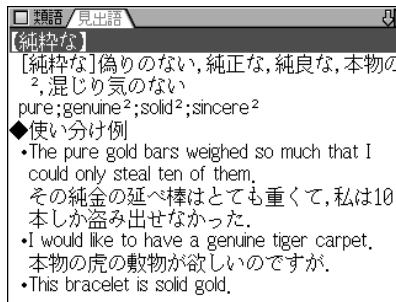 類語 見出語
【純粋な】
[純粋な]偽りのない,純正な,純良な,本物の
²,混じり気のない
pure;genuine²;solid²;sincere²
◆使い分け例
•The pure gold bars weighed so much that I
could only steal ten of them.
その純金の延べ棒はとても重くて,私は10
本しか盗み出せなかった.
•I would like to have a genuine tiger carpet.
本物の虎の敷物が欲しいのですが.
•This bracelet is solid gold.